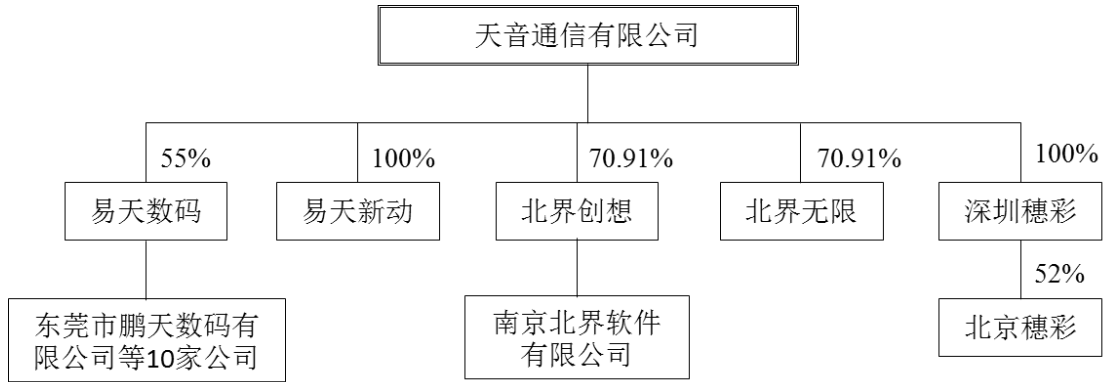 天音通信有限公司
55%
100%
70.91%
70.91%
100%
易天数码
易天新动
北界创想
北界无限
深圳穗彩
52%
东莞市鹏天数码有
限公司等10家公司
南京北界软件
有限公司
北京穗彩